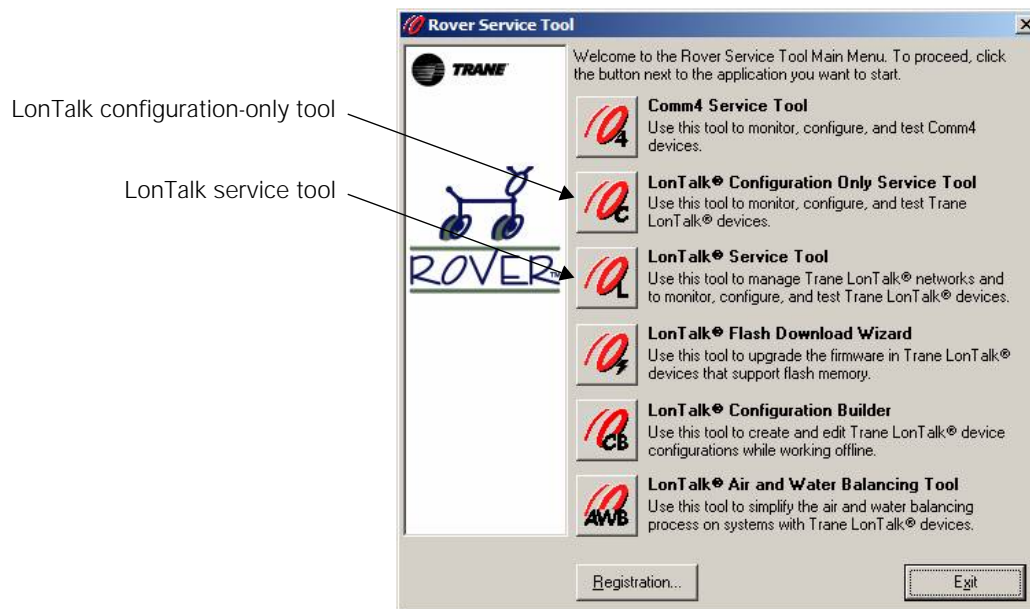 Rover Service Tool
TRANE
Welcome to the Rover Service Tool Main Menu. To proceed, click
the button next to the application you want to start.
LonTalk configuration-only tool
LonTalk service tool
ROVER™
4
Comm4 Service Tool
Use this tool to monitor, configure, and test Comm4
devices.
C
LonTalk® Configuration Only Service Tool
Use this tool to monitor, configure, and test Trane
LonTalk® devices.
L
LonTalk® Service Tool
Use this tool to manage Trane LonTalk® networks and
to monitor, configure, and test Trane LonTalk® devices.
LonTalk® Flash Download Wizard
Use this tool to upgrade the firmware in Trane LonTalk®
devices that support flash memory.
CB
LonTalk® Configuration Builder
Use this tool to create and edit Trane LonTalk® device
configurations while working offline.
AWB
LonTalk® Air and Water Balancing Tool
Use this tool to simplify the air and water balancing
process on systems with Trane LonTalk® devices.
Registration...
Exit